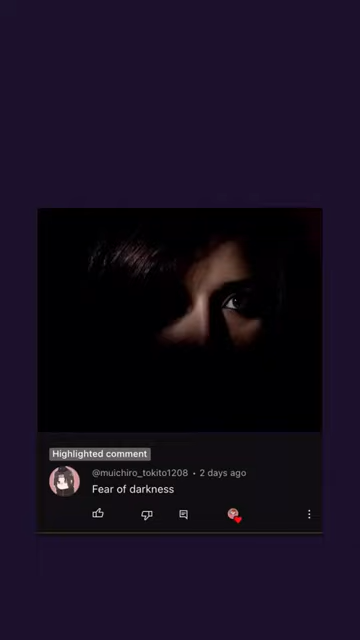 Highlighted comment
@muichiro_tokito1208 • 2 days ago
Fear of darkness